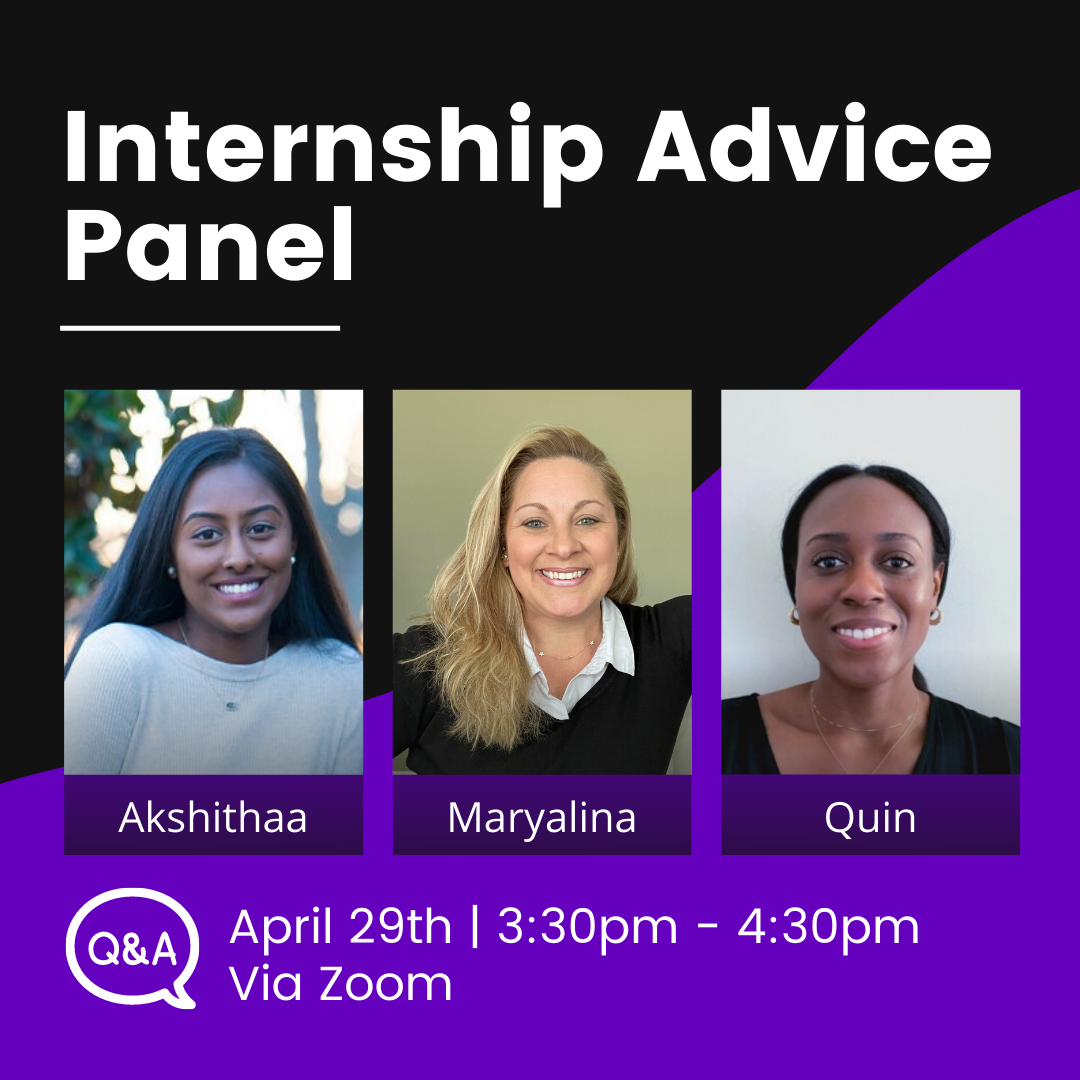 Internship Advice
Panel
Akshithaa
Maryalina
Quin
Q&A
April 29th | 3:30pm - 4:30pm
Via Zoom